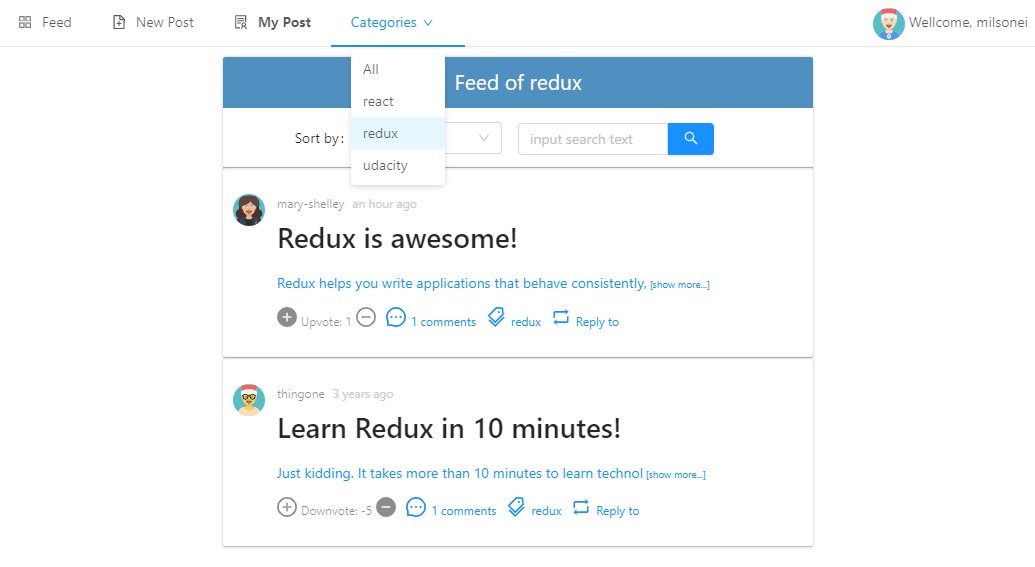 Feed New Post My Post Categories Wellcome, milsonei
All
react
redux
udacity
Feed of redux
Sort by: input search text
mary-shelley an hour ago
Redux is awesome!
Redux helps you write applications that behave consistently, [show more...]
Upvote: 1 1 comments redux Reply to
thingone 3 years ago
Learn Redux in 10 minutes!
Just kidding. It takes more than 10 minutes to learn technol [show more...]
Downvote: -5 1 comments redux Reply to